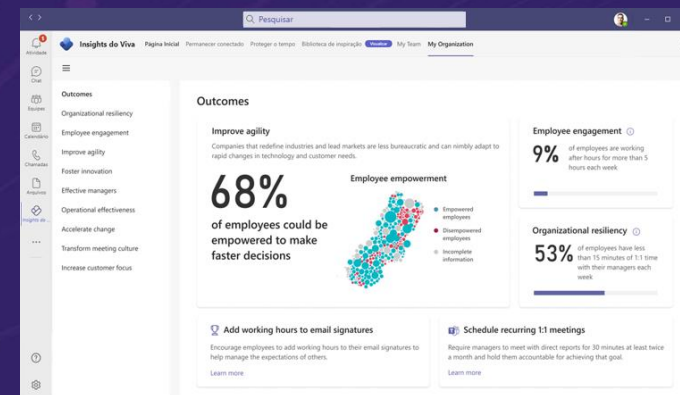 Pesquisar
Insights do Viva Página Inicial Permanecer conectado Proteger o tempo Biblioteca de inspiração My Team My Organization
Atividade
Chat
Equipes
Calendário
Chamadas
Arquivos
Insights do ...
Outcomes
Organizational resiliency
Employee engagement
Improve agility
Foster innovation
Effective managers
Operational effectiveness
Accelerate change
Transform meeting culture
Increase customer focus
Outcomes
Improve agility
Companies that redefine industries and lead markets are less bureaucratic and can nimbly adapt to
rapid changes in technology and customer needs.
68%
of employees could be
empowered to make
faster decisions
Employee empowerment
Empowered
employees
Disempowered
employees
Incomplete
information
Employee engagement
9%
of employees are working
after hours for more than 5
hours each week
Organizational resiliency
53%
of employees have less
than 15 minutes of 1:1 time
with their managers each
week
Add working hours to email signatures
Encourage employees to add working hours to their email signatures to
help manage the expectations of others.
Learn more
Schedule recurring 1:1 meetings
Require managers to meet with direct reports for 30 minutes at least twice
a month and hold them accountable for achieving that goal.
Learn more